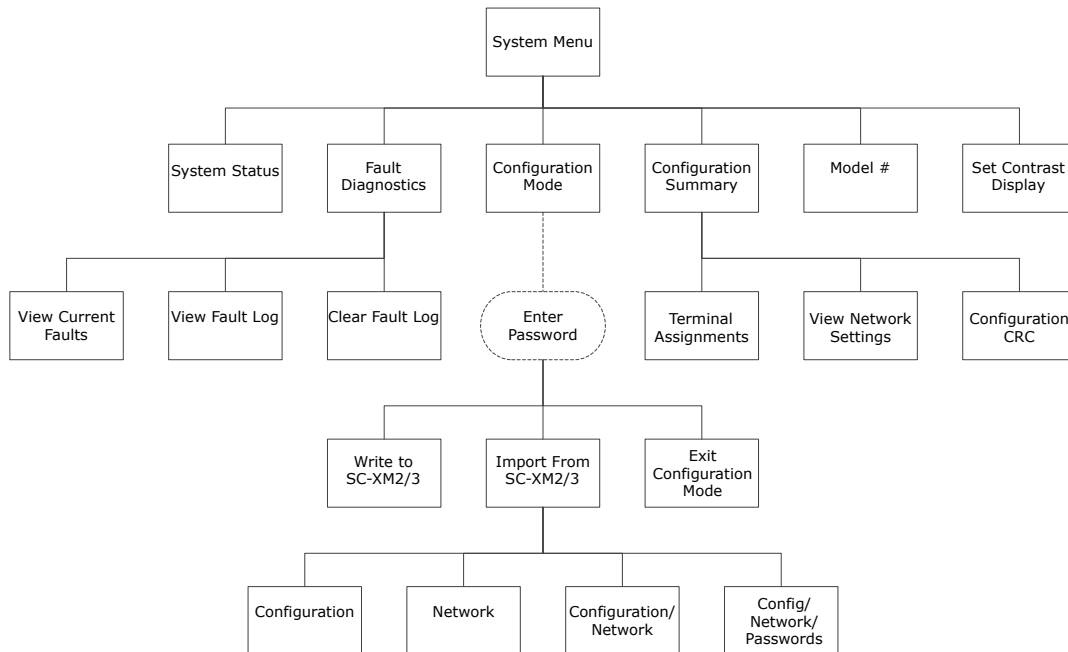 System Menu
System Status
Fault
Diagnostics
Configuration
Mode
Configuration
Summary
Model #
Set Contrast
Display
View Current
Faults
View Fault Log
Clear Fault Log
Enter
Password
Terminal
Assignments
View Network
Settings
Configuration
CRC
Write to
SC-XM2/3
Import From
SC-XM2/3
Exit
Configuration
Mode
Configuration
Network
Configuration/
Network
Config/
Network/
Passwords